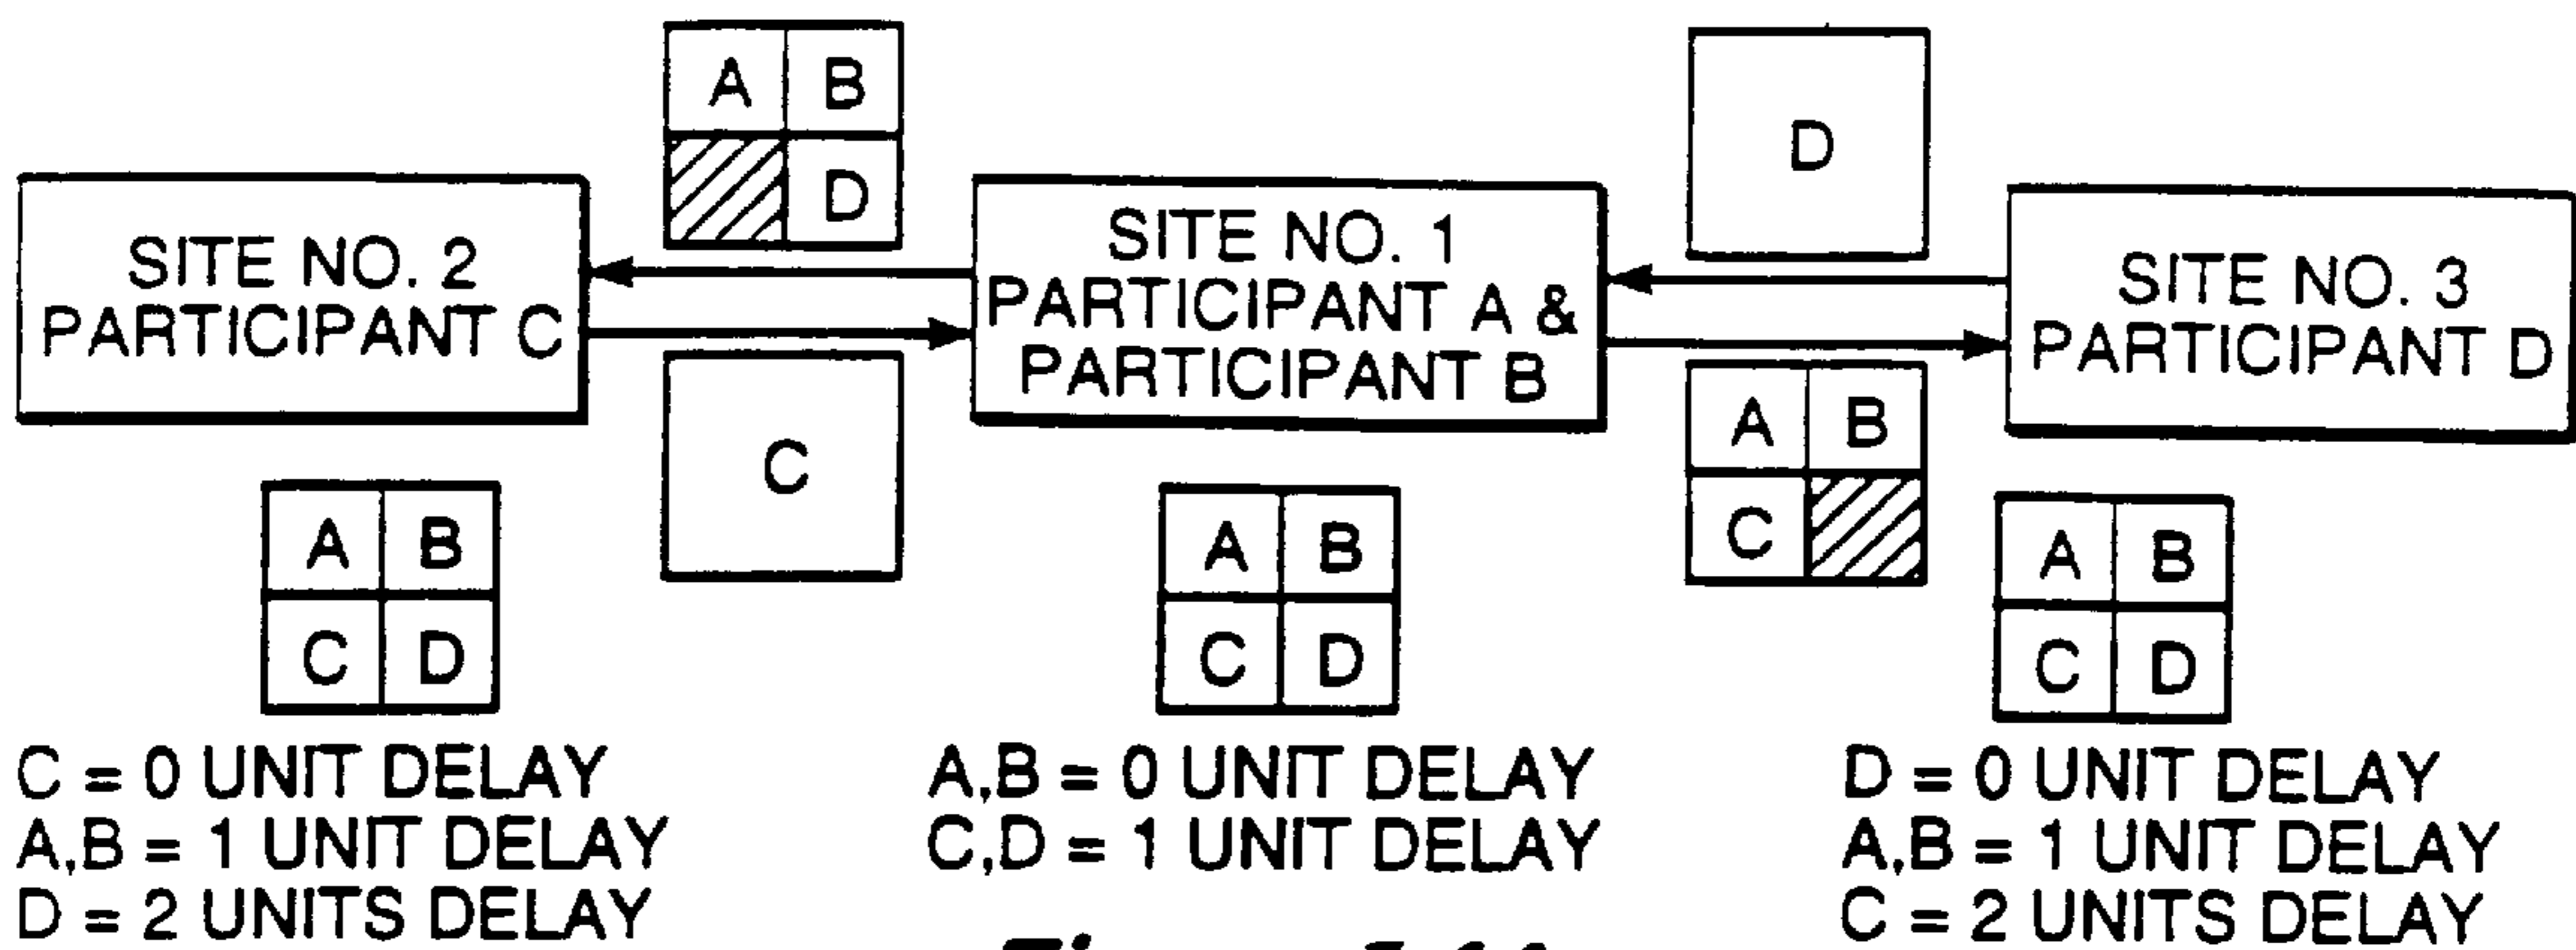 A B
D
D
SITE NO. 2
PARTICIPANT C
SITE NO. 1
PARTICIPANT A &
PARTICIPANT B
SITE NO. 3
PARTICIPANT D
C
A B
C
A B
C D
A B
C D
A B
C D
C = 0 UNIT DELAY
A,B = 1 UNIT DELAY
D = 2 UNITS DELAY
A,B = 0 UNIT DELAY
C,D = 1 UNIT DELAY
D = 0 UNIT DELAY
A,B = 1 UNIT DELAY
C = 2 UNITS DELAY